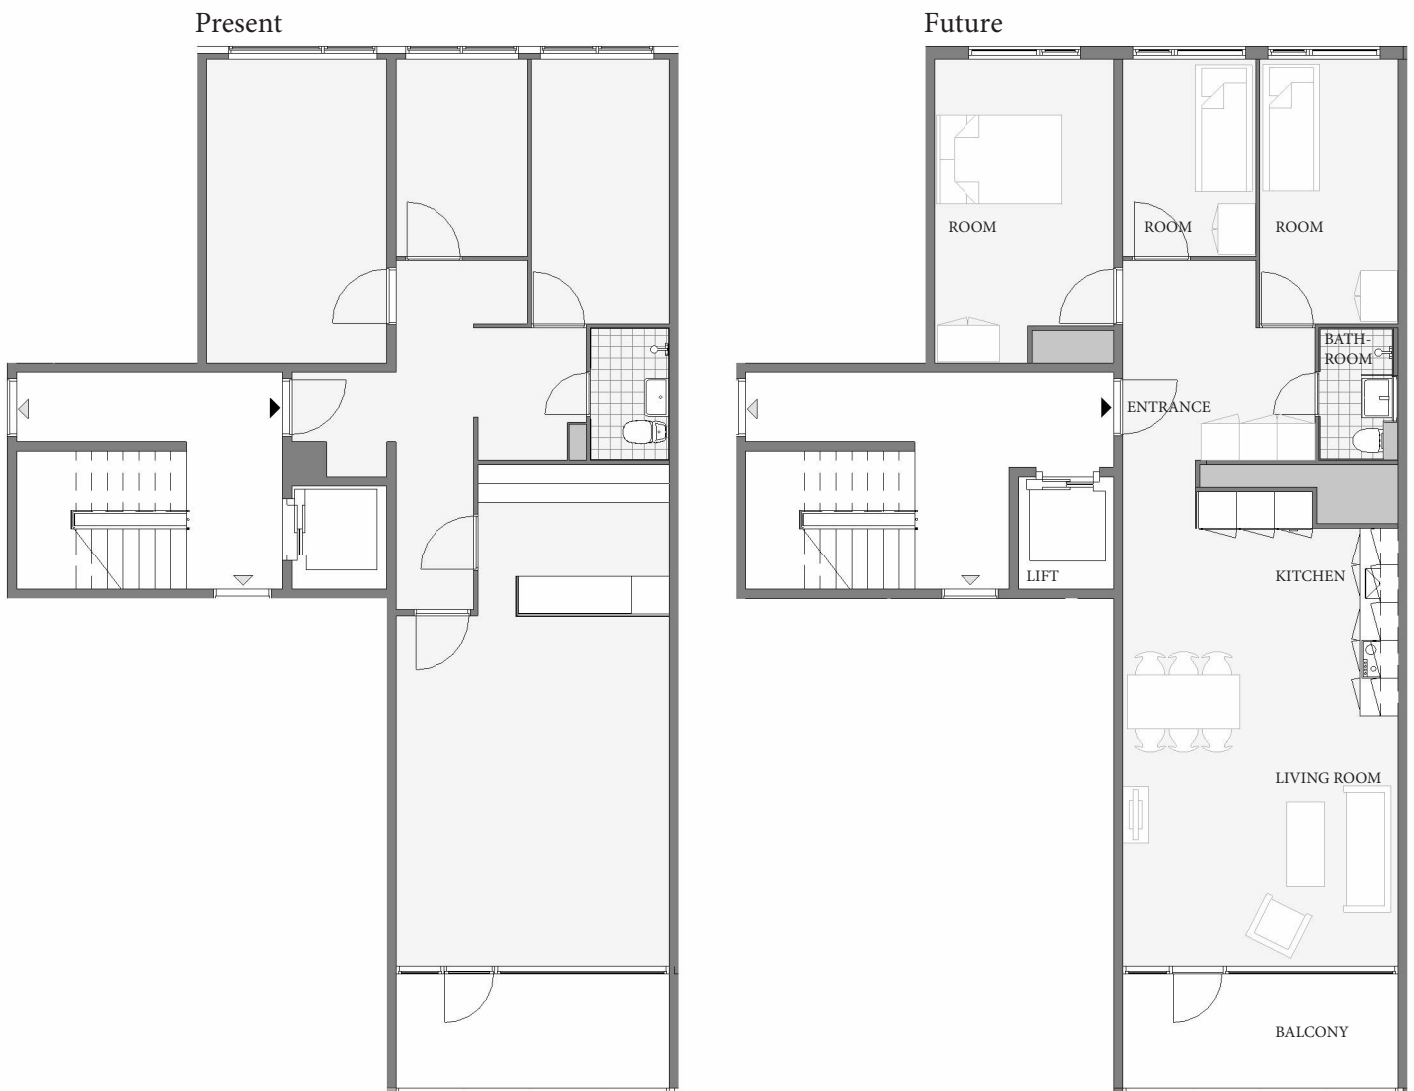 Present
Future
ROOM
ROOM
ROOM
BATH-
ROOM
ENTRANCE
LIFT
KITCHEN
LIVING ROOM
BALCONY